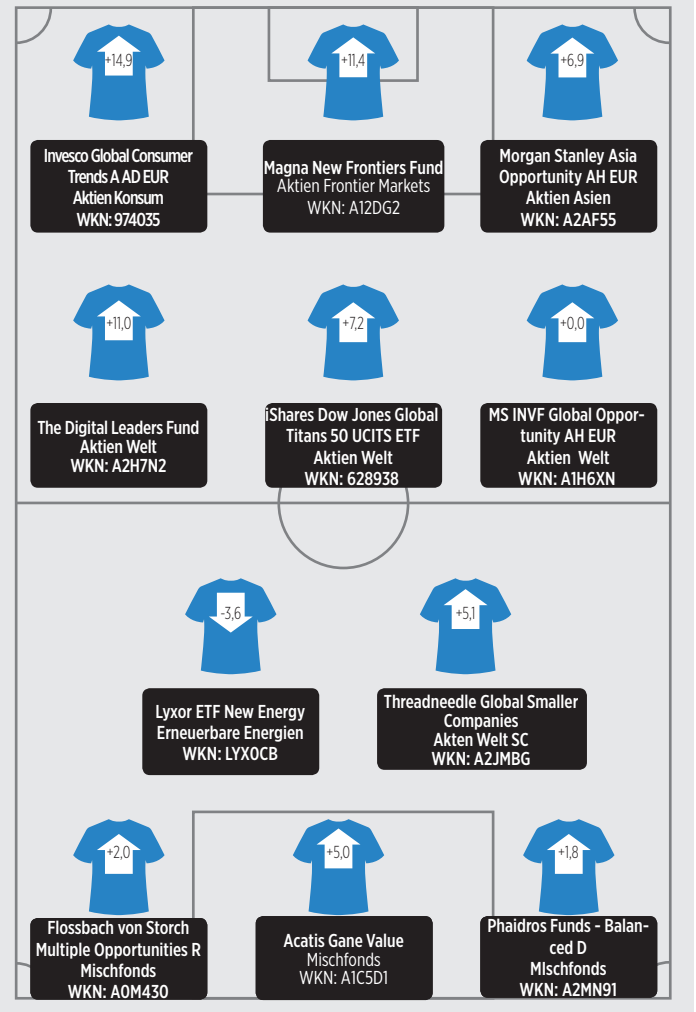 +14,9
Invesco Global Consumer
Trends A AD EUR
Aktien Konsum
WKN: 974035
+11,4
Magna New Frontiers Fund
Aktien Frontier Markets
WKN: A12DG2
+6,9
Morgan Stanley Asia
Opportunity AH EUR
Aktien Asien
WKN: A2AF55
+11,0
The Digital Leaders Fund
Aktien Welt
WKN: A2H7N2
+7,2
iShares Dow Jones Global
Titans 50 UCITS ETF
Aktien Welt
WKN: 628938
+0,0
MS INVF Global Oppor-
tunity AH EUR
Aktien Welt
WKN: A1H6XN
-3,6
Lyxor ETF New Energy
Erneuerbare Energien
WKN: LYX0CB
+5,1
Threadneedle Global Smaller
Companies
Akten Welt SC
WKN: A2JMBG
+2,0
Flossbach von Storch
Multiple Opportunities R
Mischfonds
WKN: A0M430
+5,0
Acatis Gane Value
Mischfonds
WKN: A1C5D1
+1,8
Phaidros Funds - Balan-
ced D
MIschfonds
WKN: A2MN91